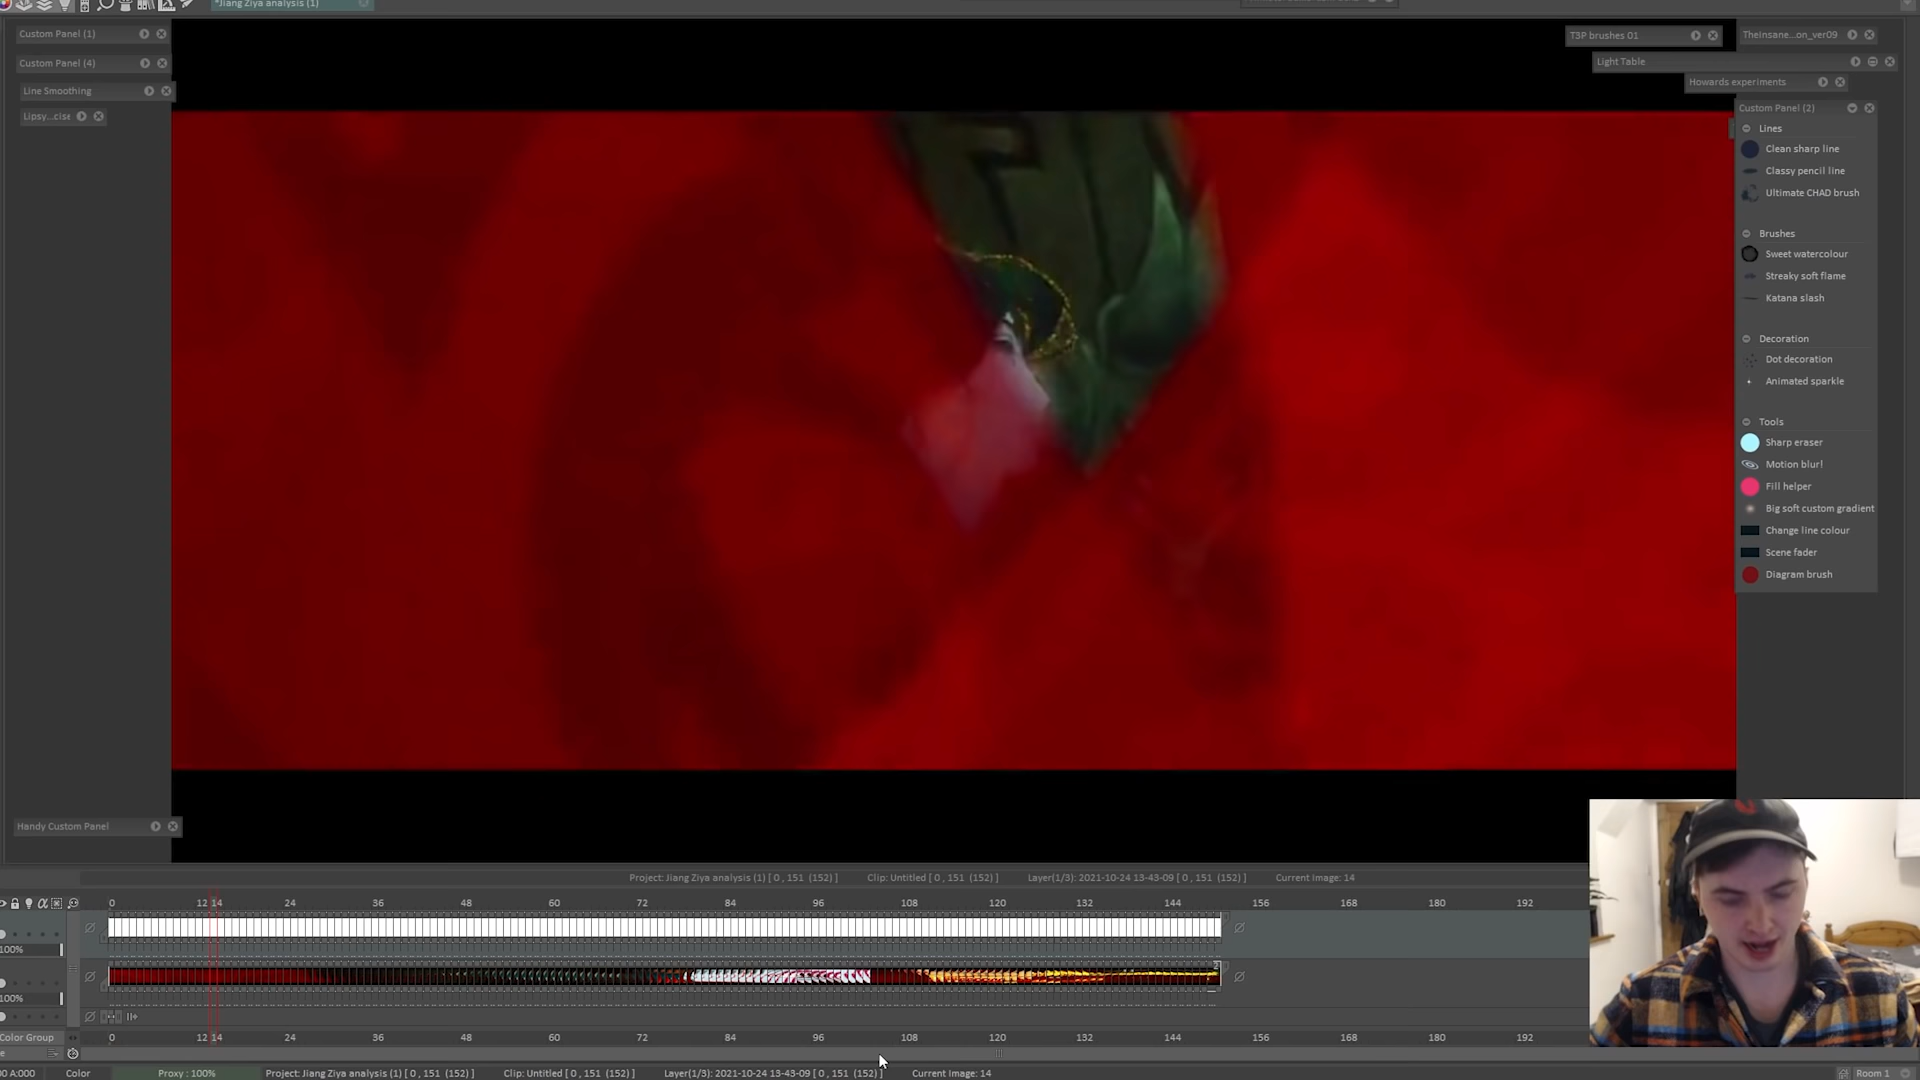 *Jiang Ziya analysis (1)
Custom Panel (1)
Custom Panel (4)
Line Smoothing
Lipsy...cise
T3P brushes 01
TheInsane...on_ver09
Light Table
Howards experiments
Custom Panel (2)
Lines
Clean sharp line
Classy pencil line
Ultimate CHAD brush
Brushes
Sweet watercolour
Streaky soft flame
Katana slash
Decoration
Dot decoration
Animated sparkle
Tools
Sharp eraser
Motion blur!
Fill helper
Big soft custom gradient
Change line colour
Scene fader
Diagram brush
Handy Custom Panel
Project: Jiang Ziya analysis (1) [ 0 , 151 (152) ] Clip: Untitled [ 0 , 151 (152) ] Layer(1/3): 2021-10-24 13-43-09 [ 0 , 151 (152) ] Current Image: 14
0 12 14 24 36 48 60 72 84 96 108 120 132 144 156 168 180 192
100%
100%
Color Group 0 12 14 24 36 48 60 72 84 96 108 120 132 144 156 168 180 192
00 A:000 Color Proxy : 100% Project: Jiang Ziya analysis (1) [ 0 , 151 (152) ] Clip: Untitled [ 0 , 151 (152) ] Layer(1/3): 2021-10-24 13-43-09 [ 0 , 151 (152) ] Current Image: 14 Room 1